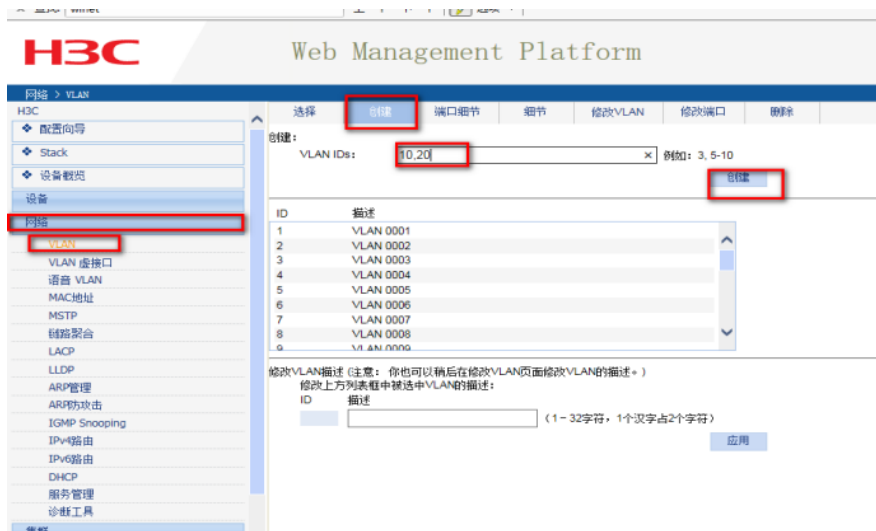 H3C
Web Management Platform
网络 > VLAN
H3C
配置向导
Stack
设备概览
设备
网络
VLAN
VLAN 虚接口
语音 VLAN
MAC地址
MSTP
链路聚合
LACP
LLDP
ARP管理
ARP防攻击
IGMP Snooping
IPv4路由
IPv6路由
DHCP
服务管理
诊断工具
选择 创建 端口细节 细节 修改VLAN 修改端口 删除
创建:
VLAN IDs: 10,20 × 例如: 3, 5-10
创建
ID 描述
1 VLAN 0001
2 VLAN 0002
3 VLAN 0003
4 VLAN 0004
5 VLAN 0005
6 VLAN 0006
7 VLAN 0007
8 VLAN 0008
9 VLAN 0009
修改VLAN描述 (注意: 你也可以稍后在修改VLAN页面修改VLAN的描述。)
修改上方列表框中被选中VLAN的描述:
ID 描述
(1-32字符, 1个汉字占2个字符)
应用